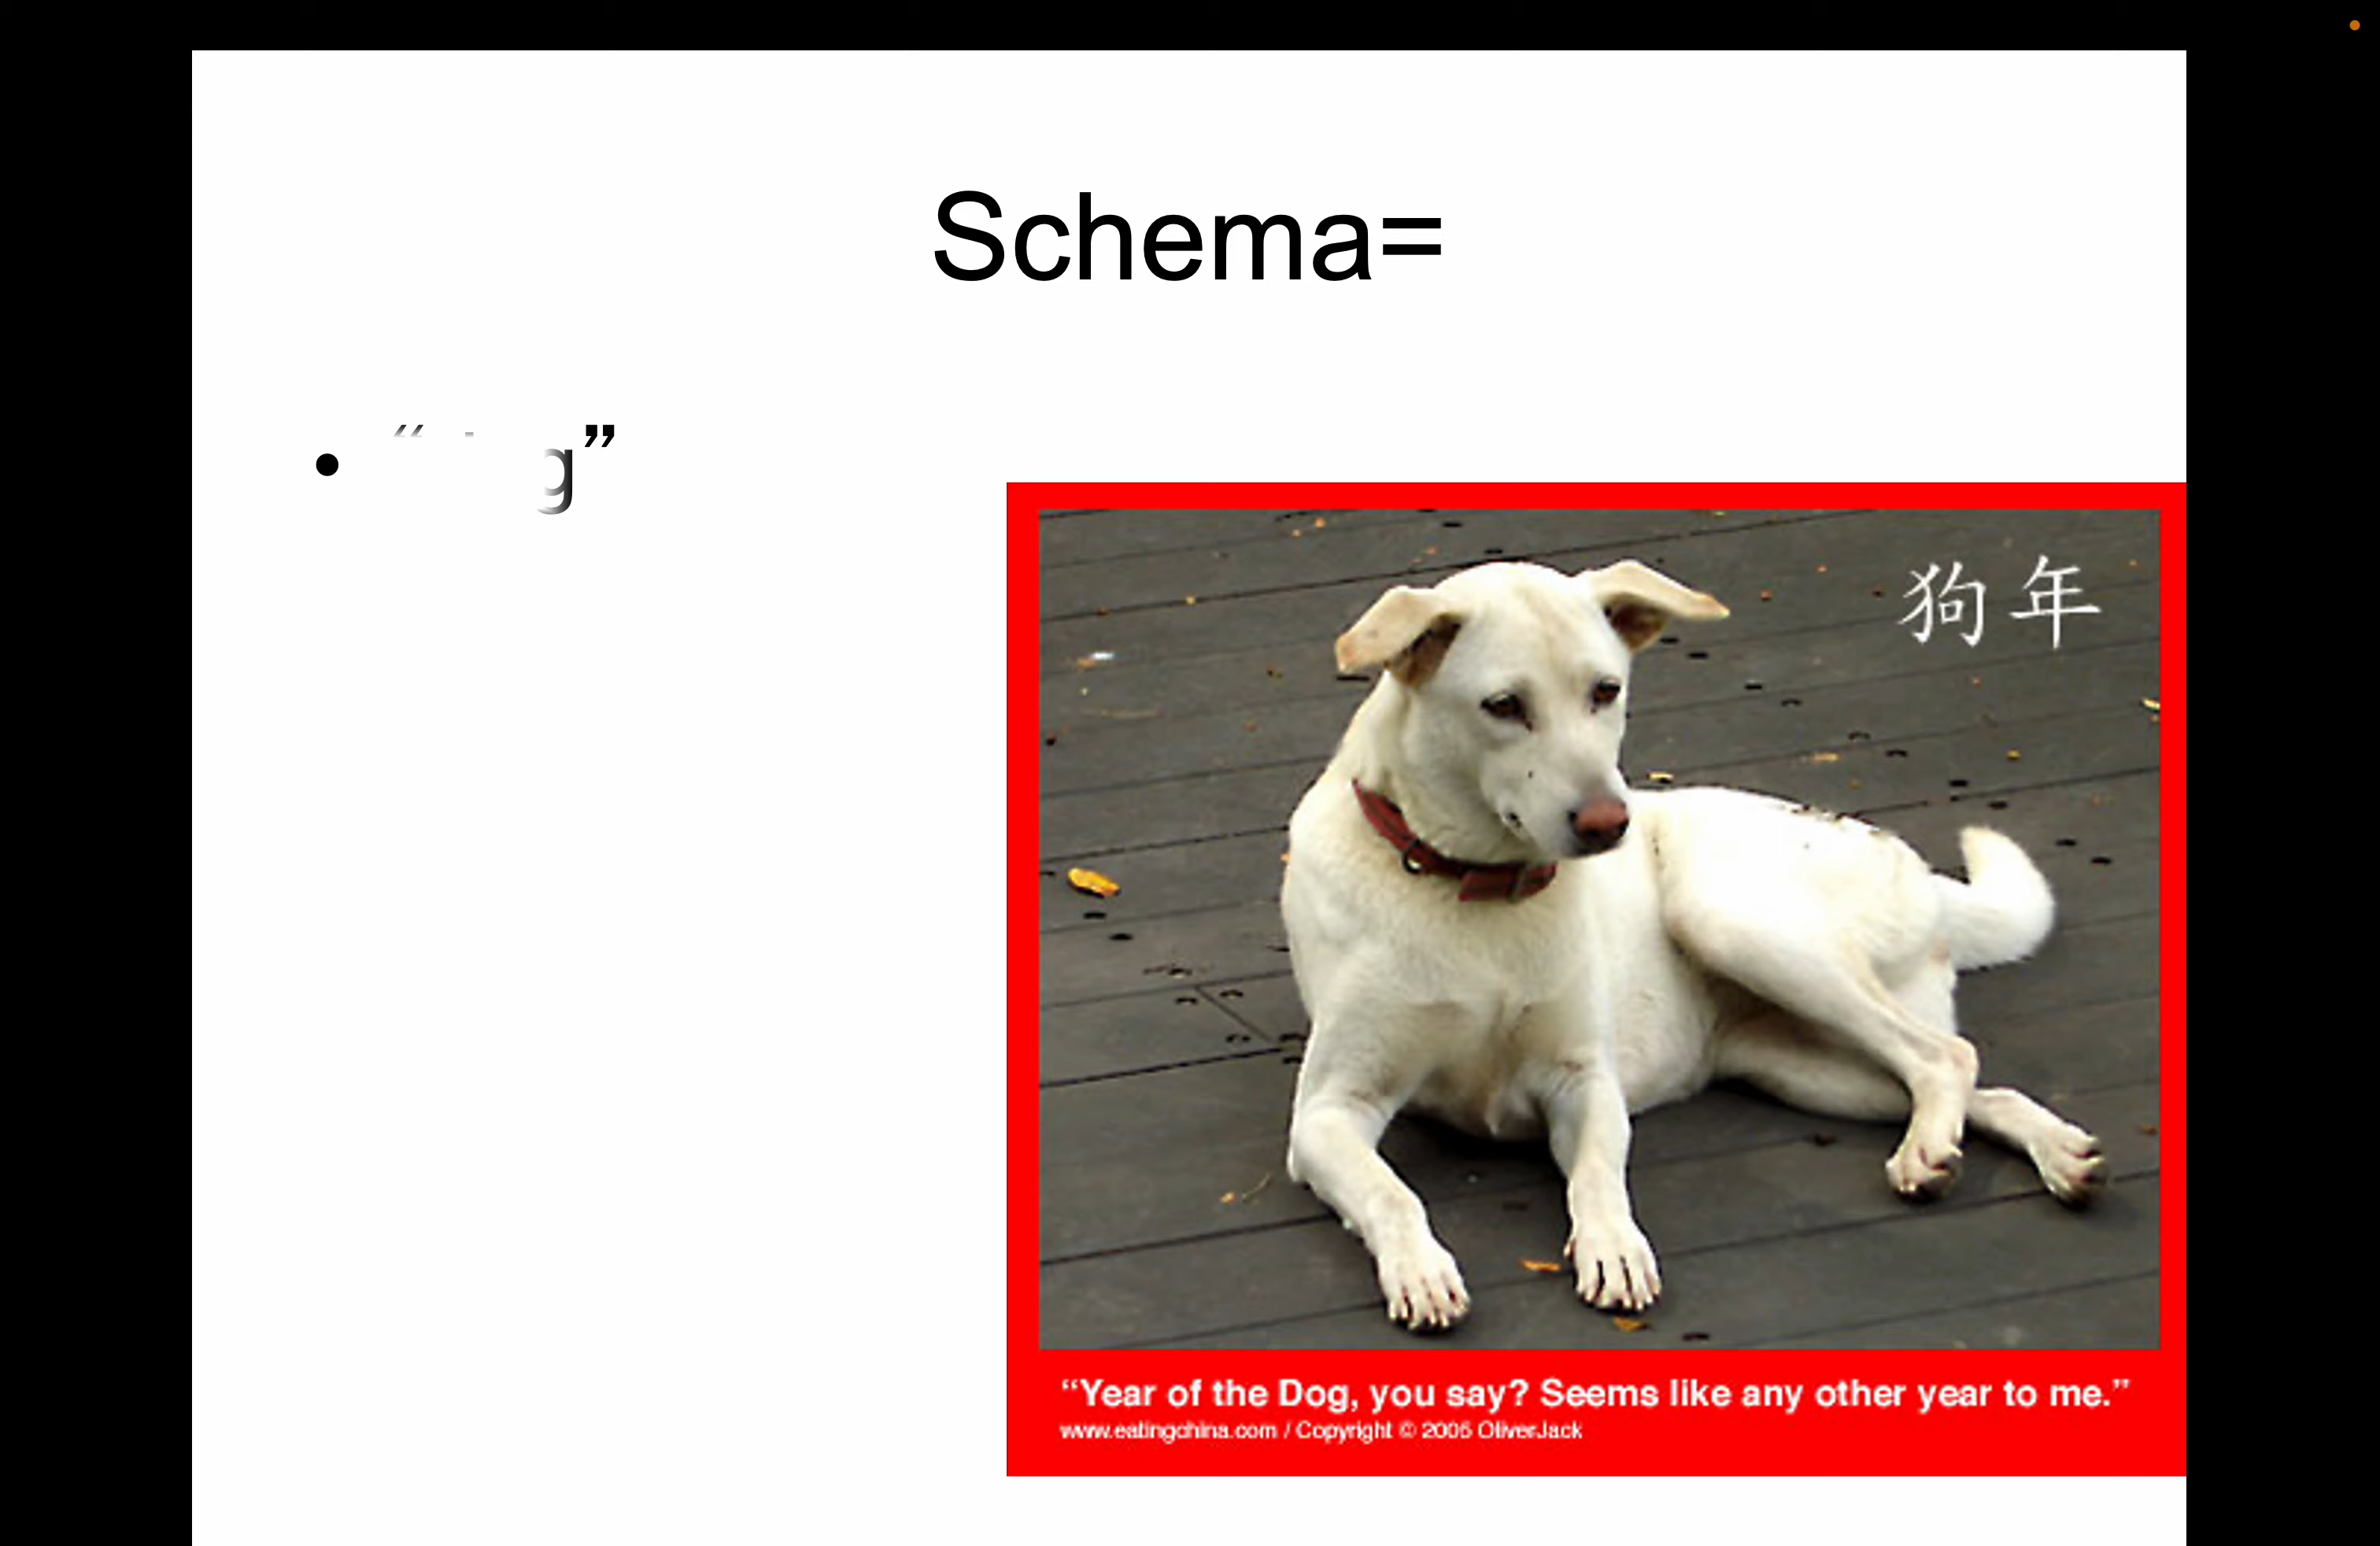 Schema=
狗年
“Year of the Dog, you say? Seems like any other year to me.”
www.eatingchina.com / Copyright © 2006 OliverJack